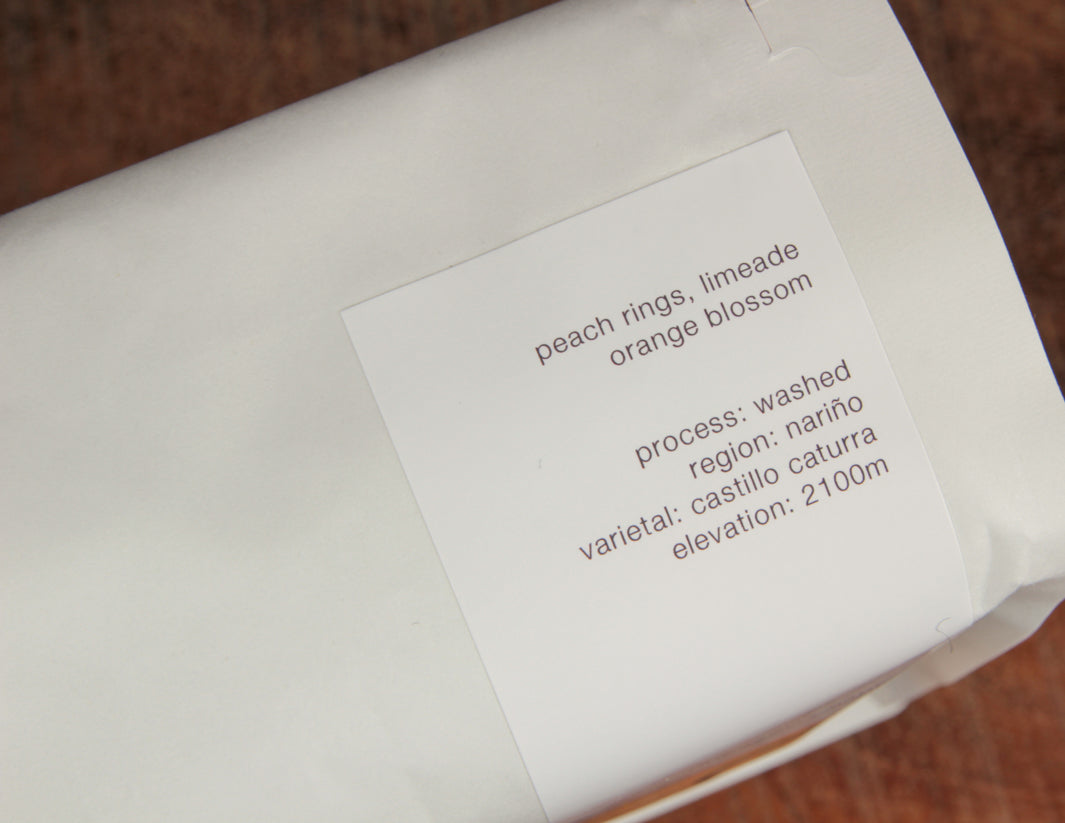 peach rings, limeade
orange blossom
process: washed
region: nariño
varietal: castillo caturra
elevation: 2100m